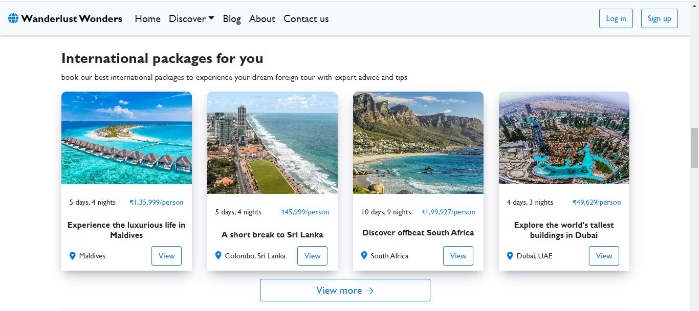 Wanderlust Wonders Home Discover Blog About Contact us Log in Sign up
International packages for you
book our best international packages to experience your dream foreign tour with expert advice and tips
5 days, 4 nights ₹1,35,999/person
Experience the luxurious life in
Maldives
Maldives View
5 days, 4 nights ₹45,999/person
A short break to Sri Lanka
Colombo, Sri Lanka View
10 days, 9 nights ₹1,99,927/person
Discover offbeat South Africa
South Africa View
4 days, 3 nights ₹49,629/person
Explore the world's tallest
buildings in Dubai
Dubai, UAE View
View more →